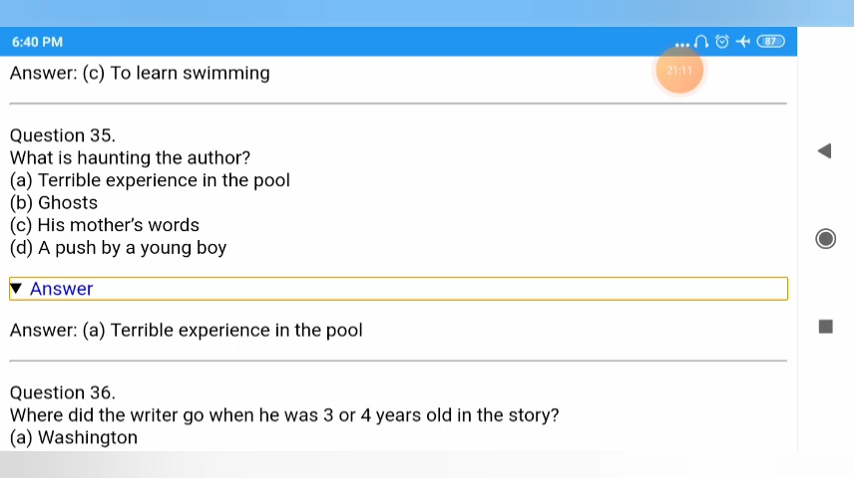 6:40 PM
87
21:11
Answer: (c) To learn swimming
Question 35.
What is haunting the author?
(a) Terrible experience in the pool
(b) Ghosts
(c) His mother's words
(d) A push by a young boy
▼ Answer
Answer: (a) Terrible experience in the pool
Question 36.
Where did the writer go when he was 3 or 4 years old in the story?
(a) Washington